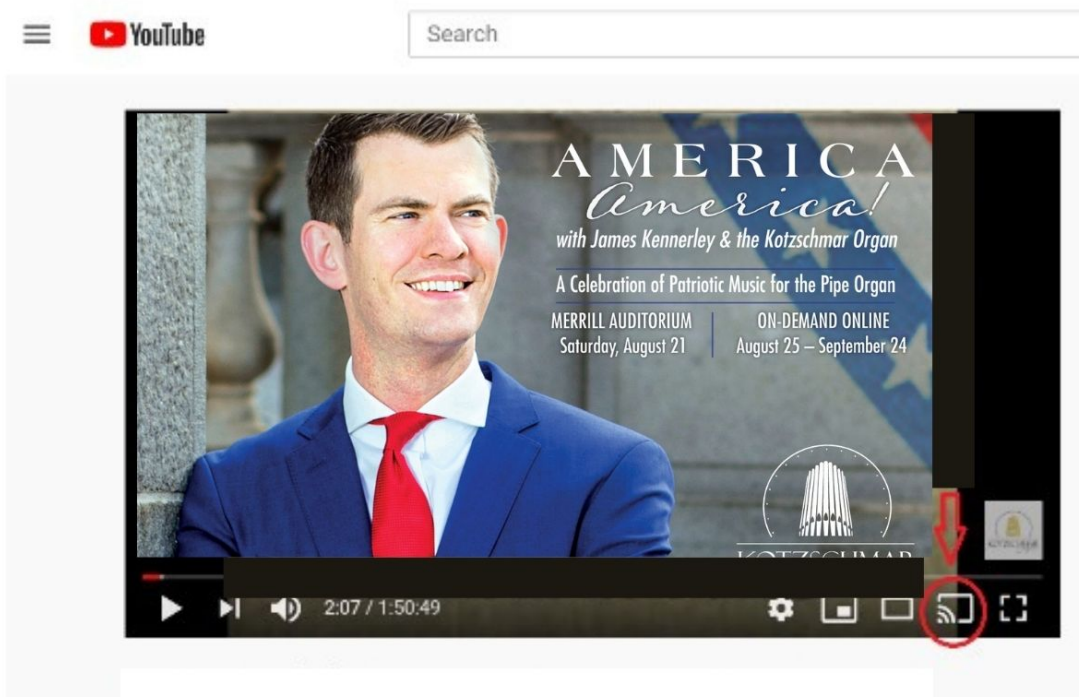 YouTube
Search
AMERICA
America!
with James Kennerley & the Kotzschmar Organ
A Celebration of Patriotic Music for the Pipe Organ
MERRILL AUDITORIUM
Saturday, August 21
ON-DEMAND ONLINE
August 25 – September 24
KOTZSCHMAR
2:07 / 1:50:49